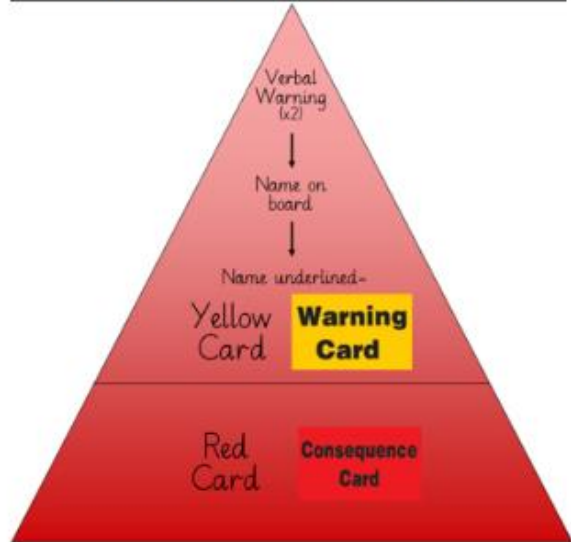 Verbal
Warning
(x2)
Name on
board
Name underlined-
Yellow
Card
Warning
Card
Red
Card
Consequence
Card